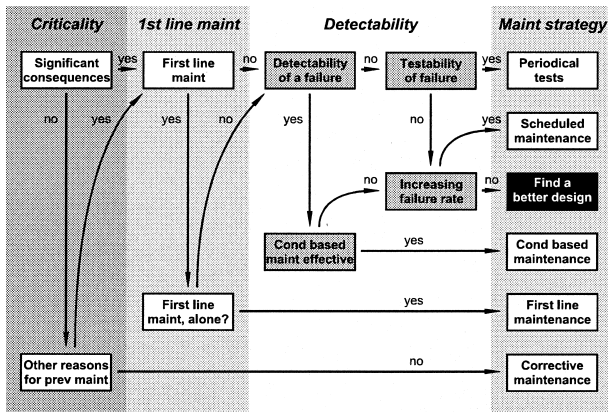 Criticality
1st line maint
Detectability
Maint strategy
Significant
consequences
yes
First line
maint
no
Detectability
of a failure
no
Testability
of failure
yes
Periodical
tests
no
yes
yes
no
yes
no
yes
Scheduled
maintenance
no
Increasing
failure rate
no
Find a
better design
Cond based
maint effective
yes
Cond based
maintenance
First line
maint, alone?
yes
First line
maintenance
Other reasons
for prev maint
no
Corrective
maintenance